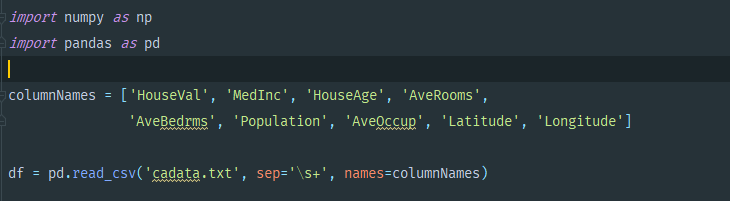 import numpy as np
import pandas as pd
columnNames = ['HouseVal', 'MedInc', 'HouseAge', 'AveRooms',
'AveBedrms', 'Population', 'AveOccup', 'Latitude', 'Longitude']
df = pd.read_csv('cadata.txt', sep='\s+', names=columnNames)